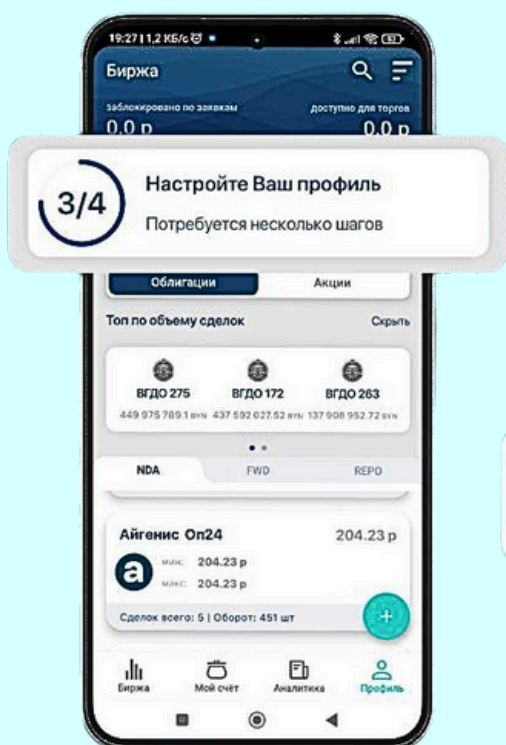 19:27 | 1,2 КБ/с
52
Биржа
заблокировано по заявкам доступно для торгов
0,0 р 0,0 р
3/4
Настройте Ваш профиль
Потребуется несколько шагов
Облигации Акции
Топ по объему сделок Скрыть
ВГДО 275 ВГДО 172 ВГДО 263
449 975 789.1 BYN 437 592 027.52 BYN 137 908 952.72 BYN
NDA FWD REPO
Айгенис Оп24 204.23 р
a
мин: 204.23 р
макс: 204.23 р
Сделок всего: 5 | Оборот: 451 шт
+
Биржа Мой счёт Аналитика Профиль